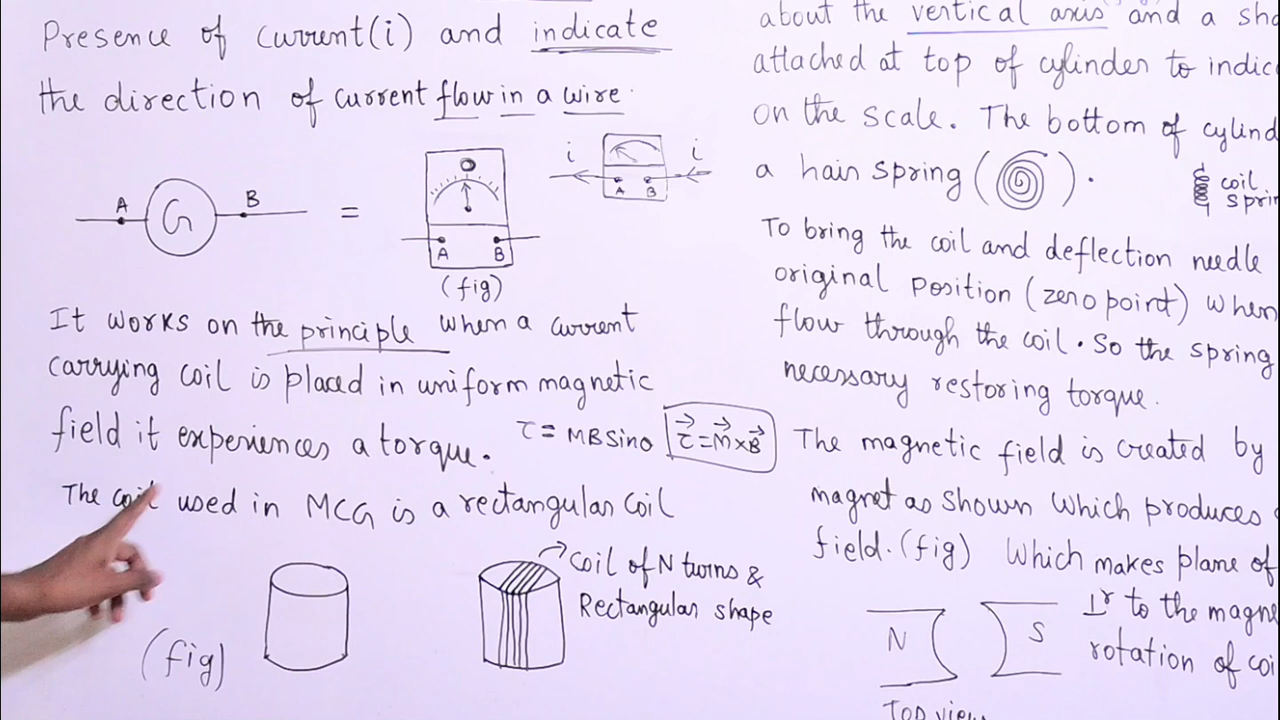 Presence of current(i) and indicate
the direction of current flow in a wire.
A
G
B
=
O
A
B
(fig)
i
i
A
B
It works on the principle when a current
carrying coil is placed in uniform magnetic
field it experiences a torque.
τ = MB sinθ
τ = M × B
The coil used in MCG is a rectangular coil
(fig)
Coil of N turns &
Rectangular shape
about the vertical axis and a
attached at top of cylinder to
on the scale. The bottom of
a hair spring ( ).
coil
To bring the coil and deflection needle
original position (zero point) when
flow through the coil. So the spring
necessary restoring torque.
The magnetic field is created by
magnet as shown which produces
field. (fig) which makes plane of
⊥r to the
rotation of
N
S
Top view